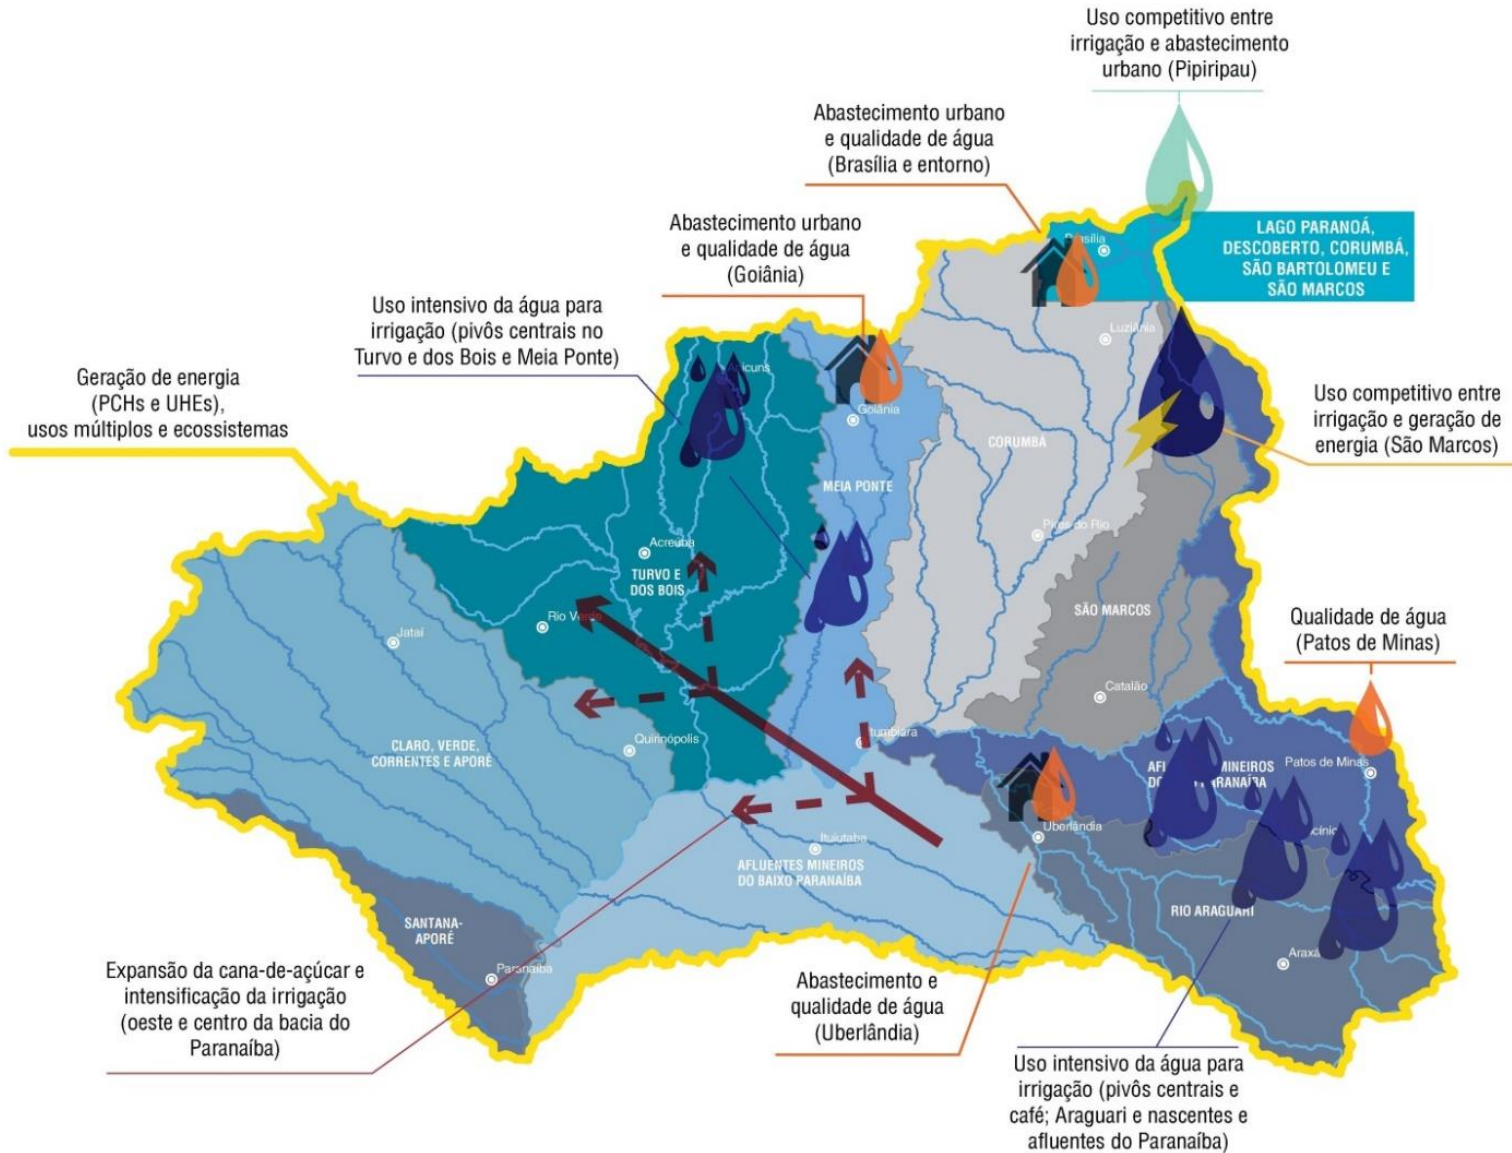 Uso competitivo entre
irrigação e abastecimento
urbano (Pipiripau)
Abastecimento urbano
e qualidade de água
(Brasília e entorno)
Abastecimento urbano
e qualidade de água
(Goiânia)
LAGO PARANOÁ,
DESCOBERTO, CORUMBÁ,
SÃO BARTOLOMEU E
SÃO MARCOS
Brasília
Uso intensivo da água para
irrigação (pivôs centrais no
Turvo e dos Bois e Meia Ponte)
Luziânia
Geração de energia
(PCHs e UHEs),
usos múltiplos e ecossistemas
Uso competitivo entre
irrigação e geração de
energia (São Marcos)
Goiânia
CORUMBÁ
MEIA PONTE
Pires do Rio
Acreúna
TURVO E
DOS BOIS
SÃO MARCOS
Rio Verde
Jataí
Qualidade de água
(Patos de Minas)
Catalão
Quirinópolis
Itumbiara
CLARO, VERDE,
CORRENTES E APORÉ
Patos de Minas
Uberlândia
Ituiutaba
AFLUENTES MINEIROS
DO BAIXO PARANAÍBA
RIO ARAGUARI
SANTANA-
APORÉ
Araxá
Paranaíba
Expansão da cana-de-açúcar e
intensificação da irrigação
(oeste e centro da bacia do
Paranaíba)
Abastecimento e
qualidade de água
(Uberlândia)
Uso intensivo da água para
irrigação (pivôs centrais e
café; Araguari e nascentes e
afluentes do Paranaíba)